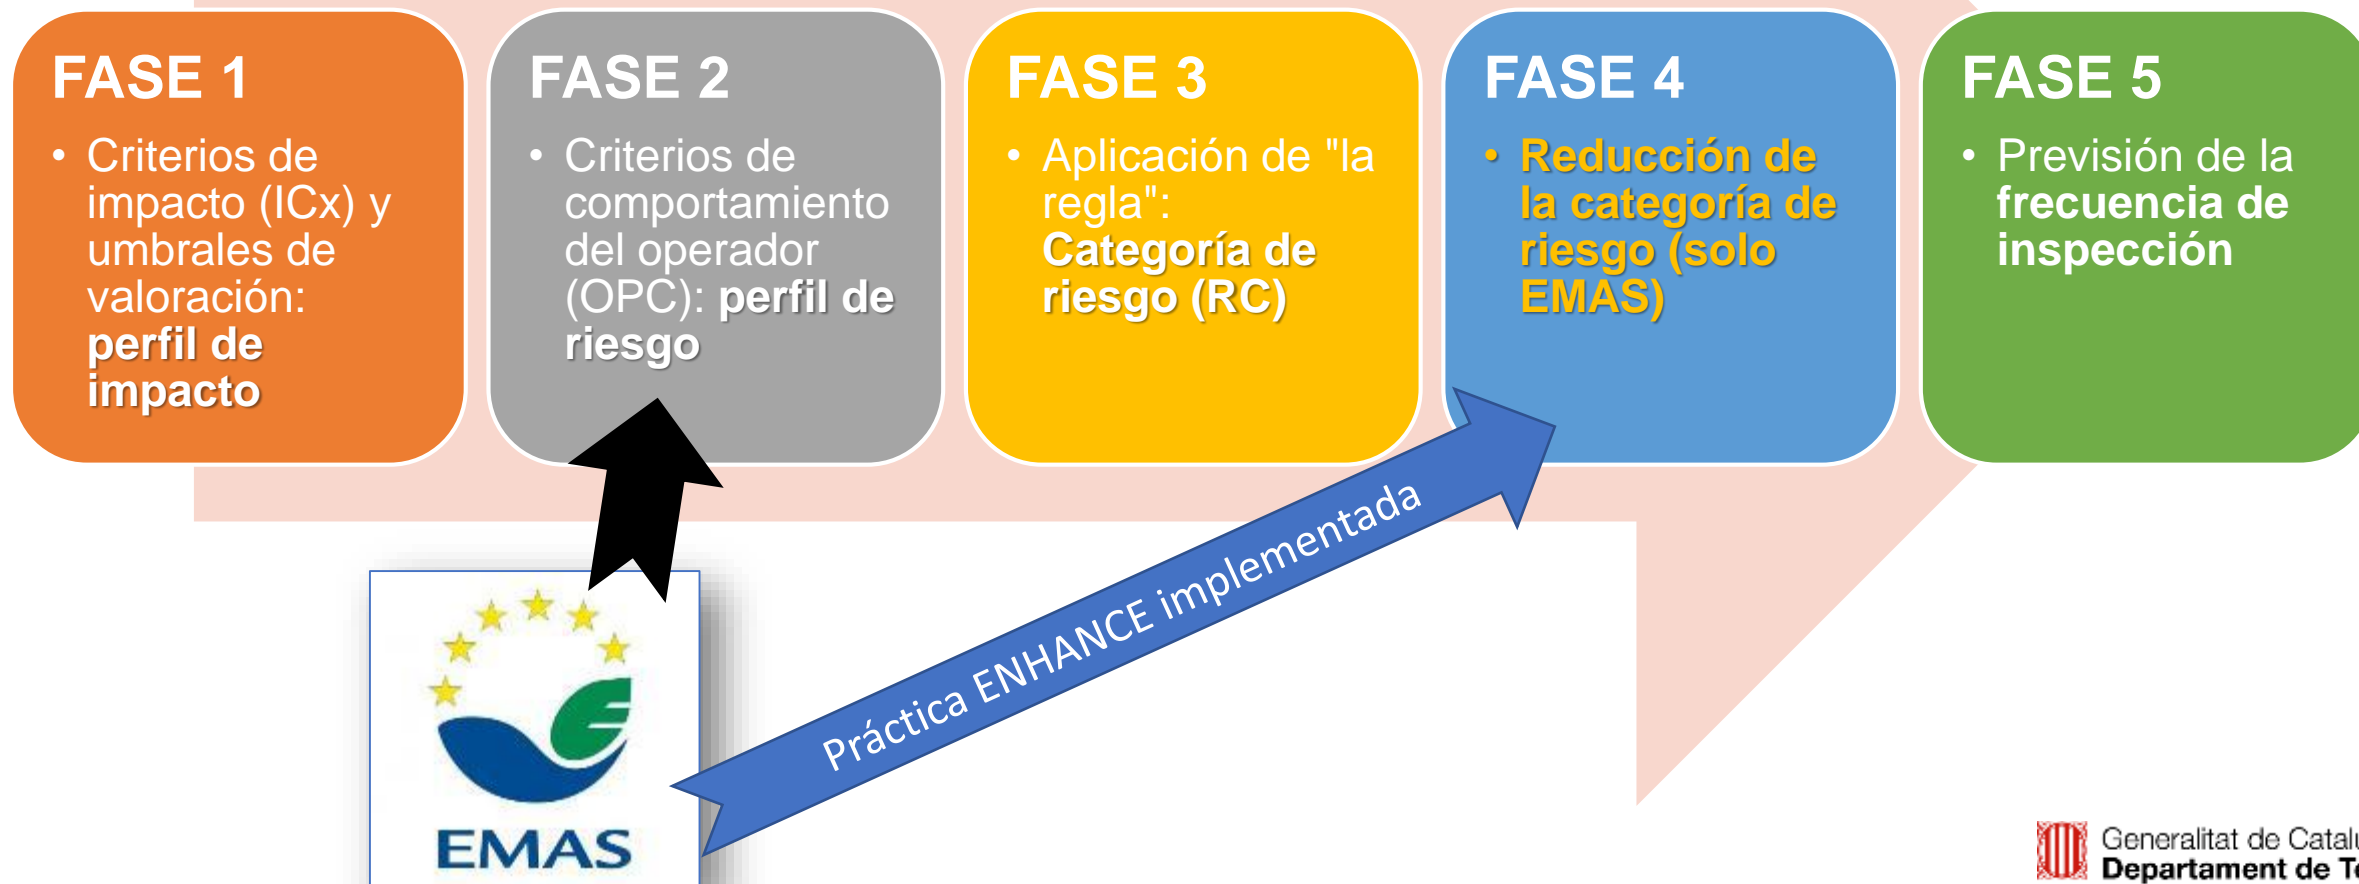 FASE 1
• Criterios de
impacto (ICx) y
umbrales de
valoración:
perfil de
impacto
FASE 2
• Criterios de
comportamiento
del operador
(OPC): perfil de
riesgo
FASE 3
• Aplicación de "la
regla":
Categoría de
riesgo (RC)
FASE 4
• Reducción de
la categoría de
riesgo (solo
EMAS)
FASE 5
• Previsión de la
frecuencia de
inspección
Práctica ENHANCE implementada
EMAS
Generalitat de
Departament de